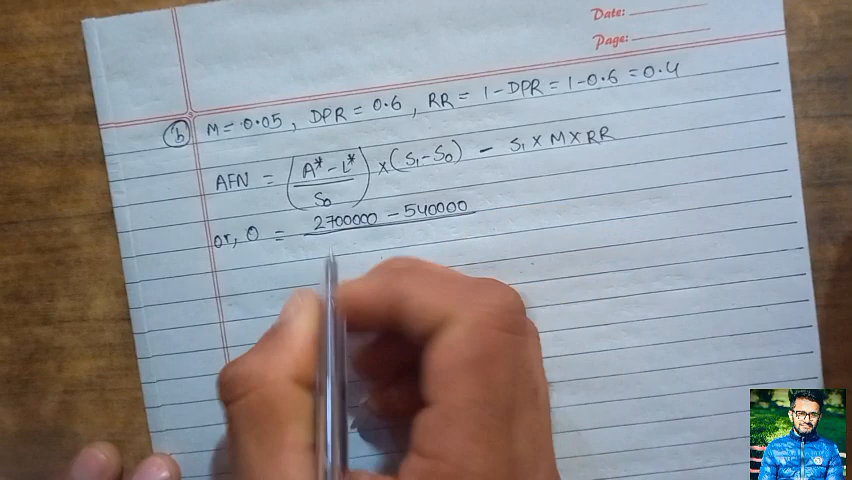 Date:
Page:
(b) M = 0.05, DPR = 0.6, RR = 1-DPR = 1-0.6 = 0.4
AFN = (A* - L* / S0) × (S1 - S0) - S1 × M × RR
or, 0 = 2700000 - 540000